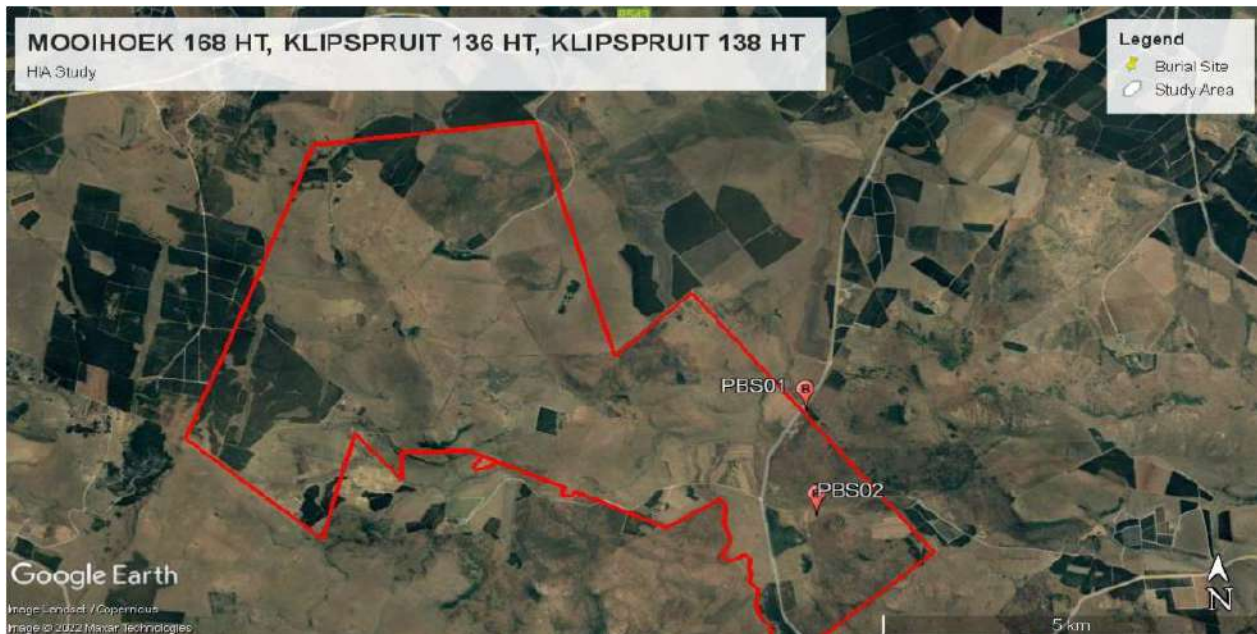 MOOIHOEK 168 HT, KLIPSPRUIT 136 HT, KLIPSPRUIT 138 HT
HIA Study
Legend
Burial Site
Study Area
PBS01
B
PBS02
Google Earth
Image Landsat / Copernicus
Image © 2022 Maxar Technologies
N
5 km